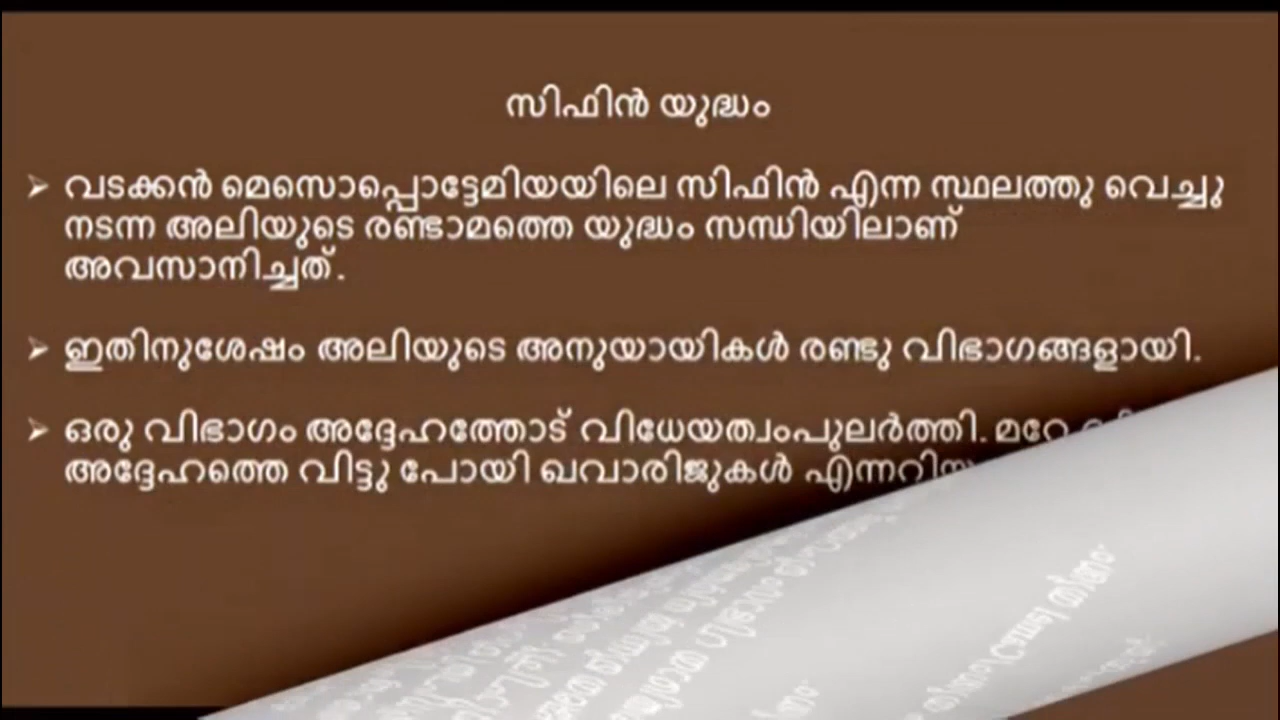 സിഫിൻ യുദ്ധം
➢ വടക്കൻ മെസൊപ്പൊട്ടേമിയയിലെ സിഫിൻ എന്ന സ്ഥലത്തു വെച്ചു
നടന്ന അലിയുടെ രണ്ടാമത്തെ യുദ്ധം സന്ധിയിലാണ്
അവസാനിച്ചത്.
➢ ഇതിനുശേഷം അലിയുടെ അനുയായികൾ രണ്ടു വിഭാഗങ്ങളായി.
➢ ഒരു വിഭാഗം അദ്ദേഹത്തോട് വിധേയത്വംപുലർത്തി.
അദ്ദേഹത്തെ വിട്ടു പോയി ഖവാരിജുകൾ